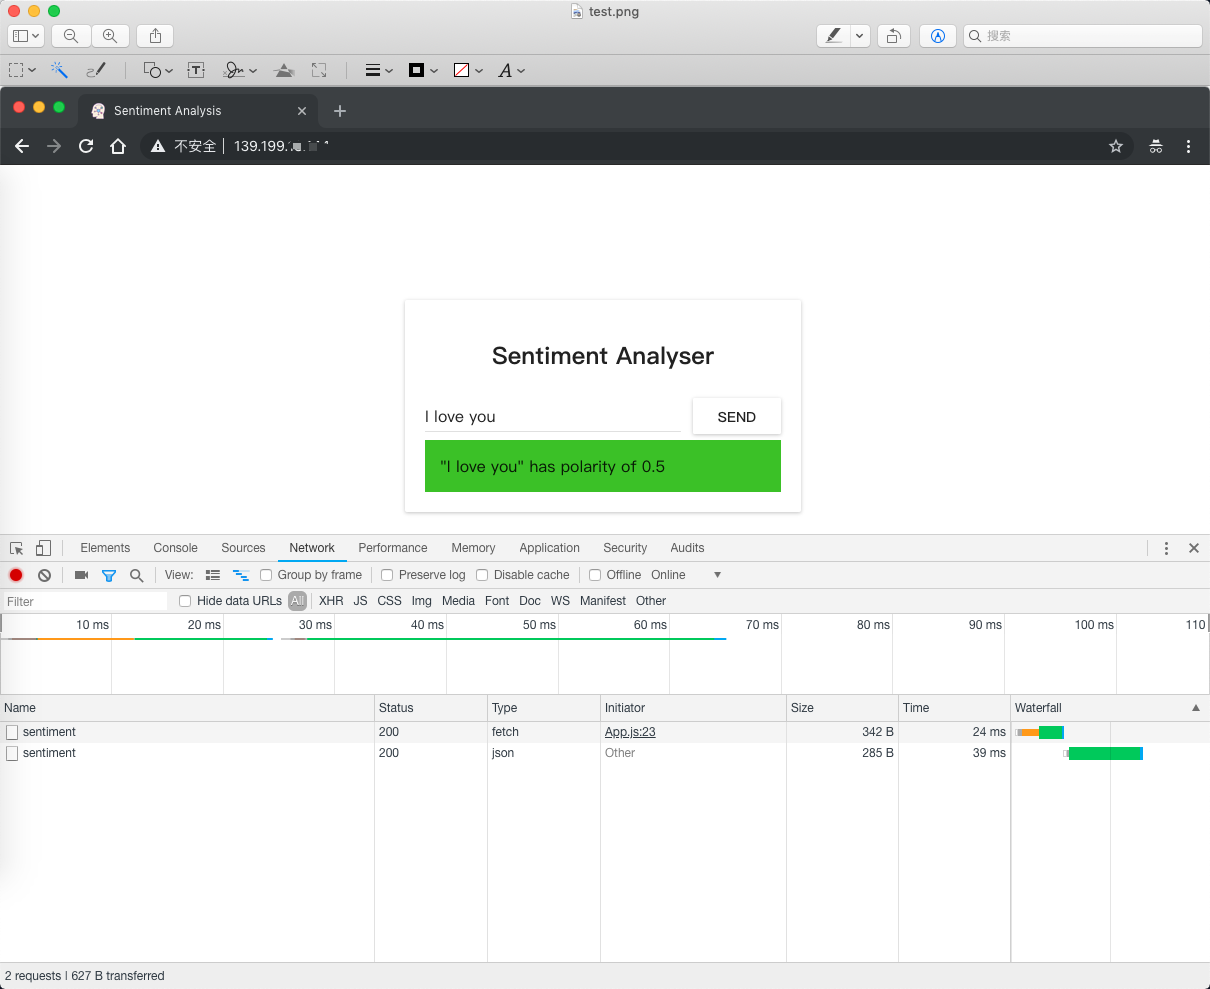 test.png
搜索
Sentiment Analysis
不安全 139.199.
Sentiment Analyser
I love you SEND
"I love you" has polarity of 0.5
Elements Console Sources Network Performance Memory Application Security Audits
View: Group by frame Preserve log Disable cache Offline Online
Filter Hide data URLs All XHR JS CSS Img Media Font Doc WS Manifest Other
10 ms 20 ms 30 ms 40 ms 50 ms 60 ms 70 ms 80 ms 90 ms 100 ms 110
Name Status Type Initiator Size Time Waterfall
sentiment 200 fetch App.js:23 342 B 24 ms
sentiment 200 json Other 285 B 39 ms
2 requests | 627 B transferred